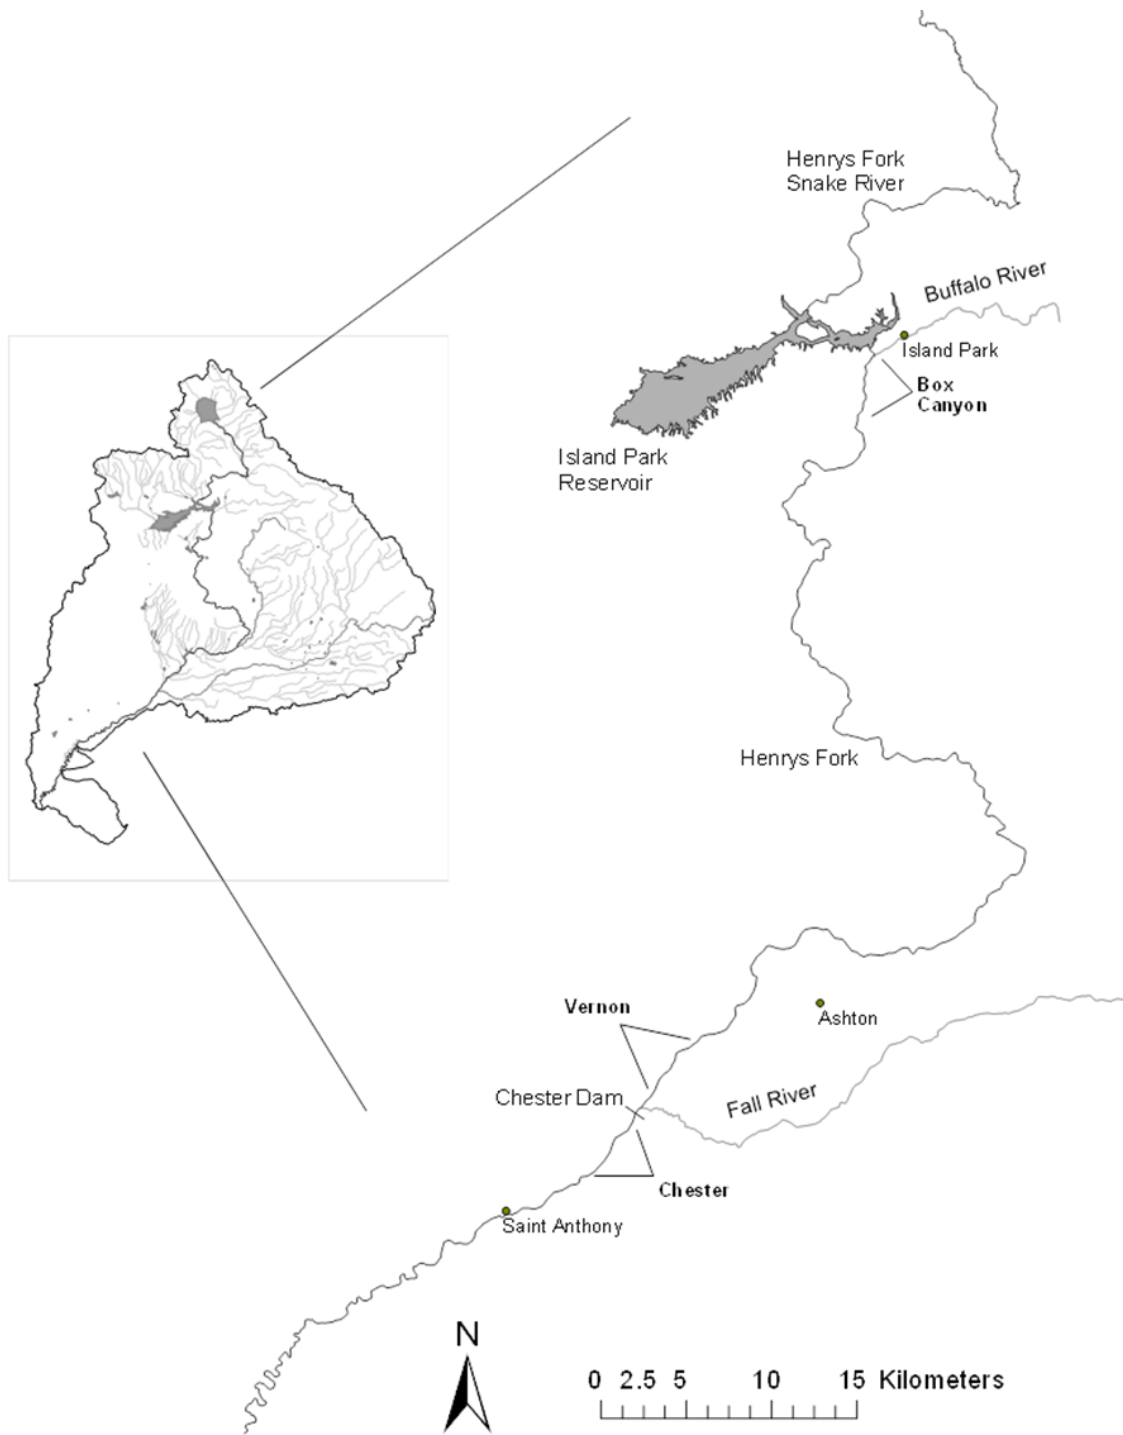 Henrys Fork
Snake River
Buffalo River
Island Park
Box
Canyon
Island Park
Reservoir
Henrys Fork
Vernon
Ashton
Chester Dam
Fall River
Chester
Saint Anthony
N
0 2.5 5 10 15 Kilometers